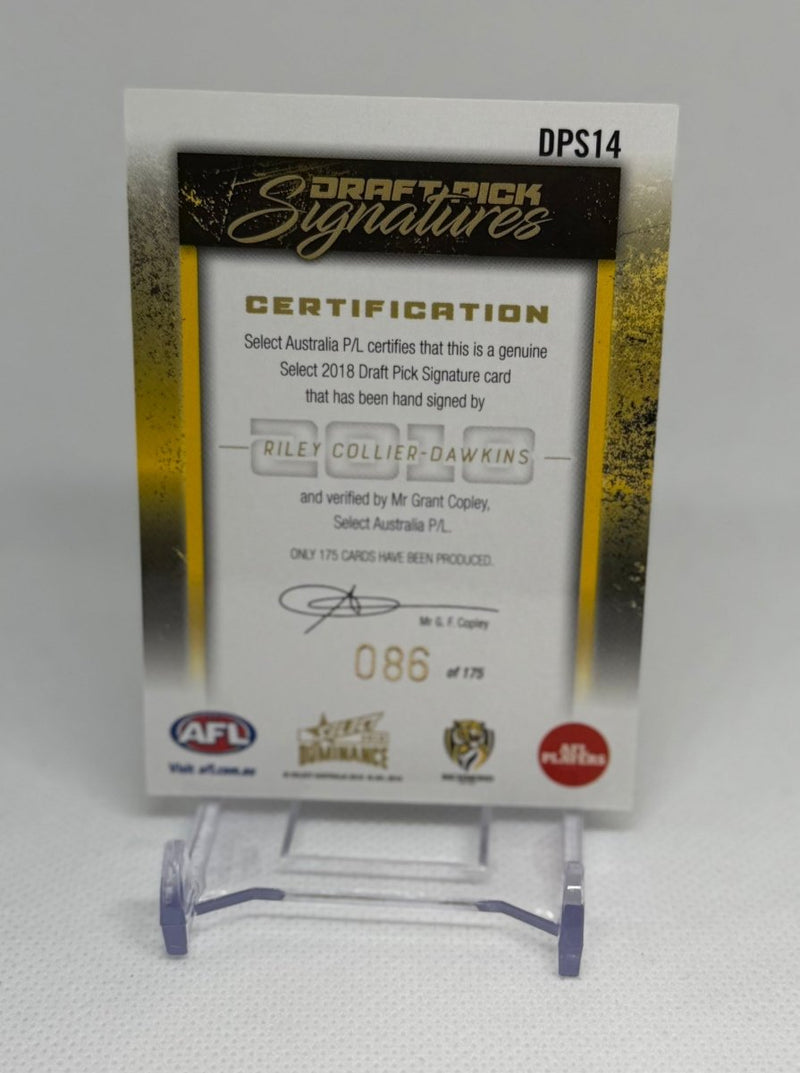 DPS14
DRAFT PICK
Signatures
CERTIFICATION
Select Australia P/L certifies that this is a genuine
Select 2018 Draft Pick Signature card
that has been hand signed by
2018
RILEY COLLIER-DAWKINS
and verified by Mr Grant Copley,
Select Australia P/L.
ONLY 175 CARDS HAVE BEEN PRODUCED.
Mr G. F. Copley
086 of 175
AFL
Visit afl.com.au
SELECT
DOMINANCE
AFL
PLAYERS